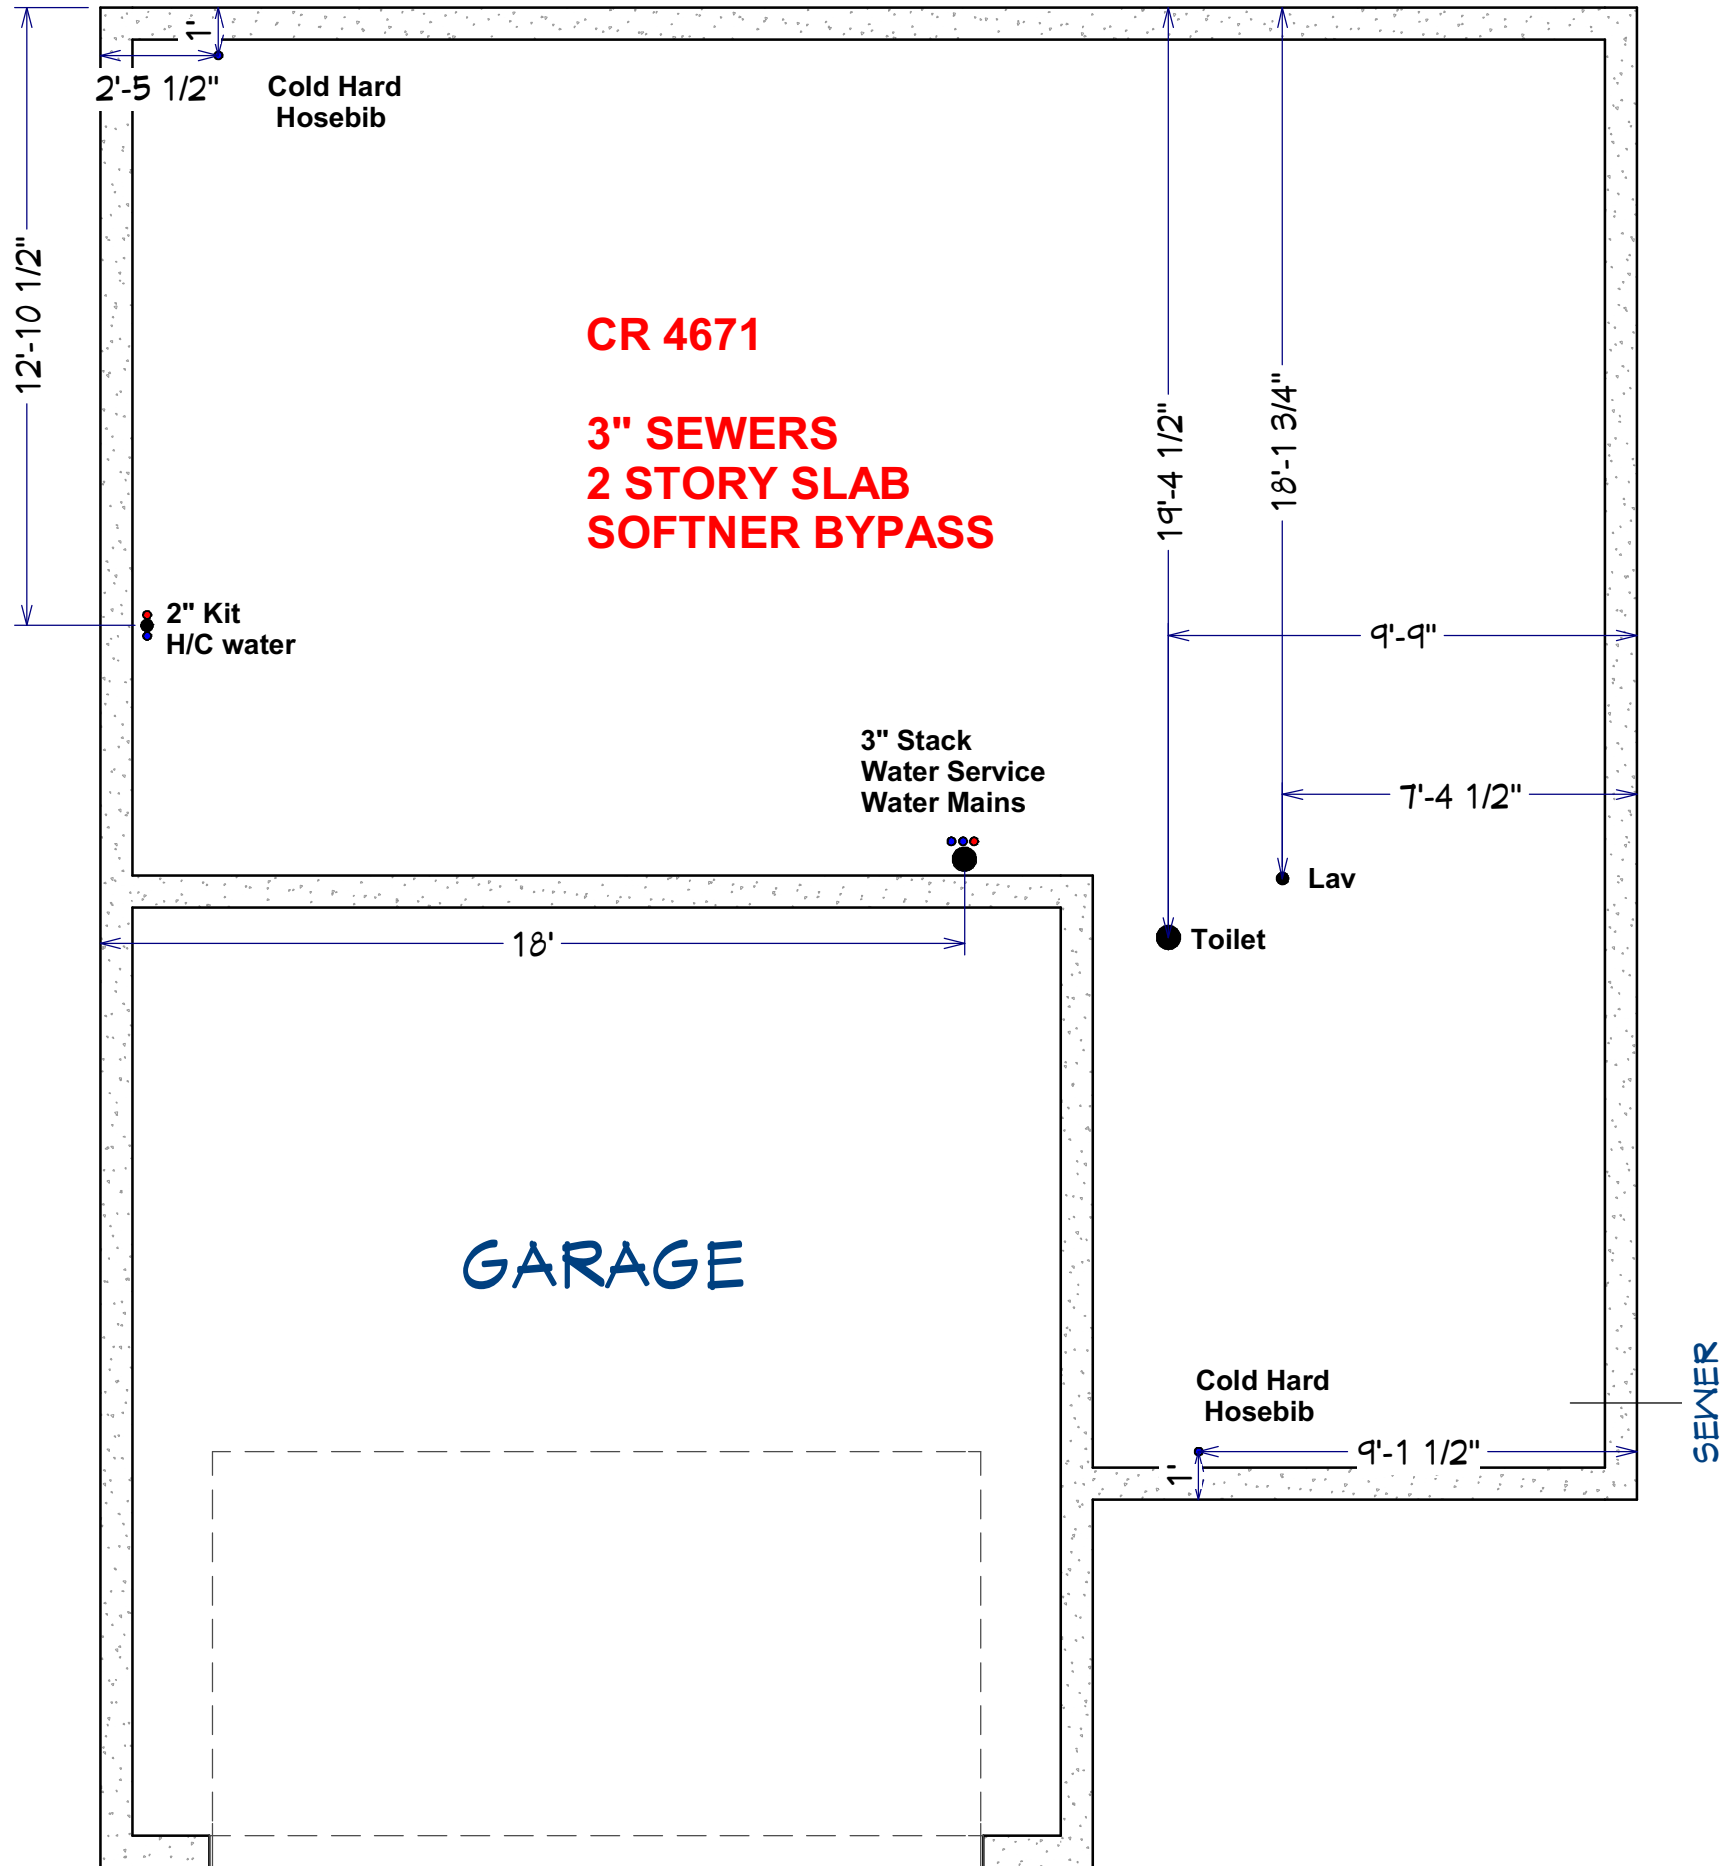 1'
2'-5 1/2"
Cold Hard
Hosebib
12'-10 1/2"
CR 4671
3" SEWERS
2 STORY SLAB
SOFTNER BYPASS
19'-4 1/2"
18'-1 3/4"
2" Kit
H/C water
9'-9"
3" Stack
Water Service
Water Mains
7'-4 1/2"
Lav
Toilet
18'
GARAGE
Cold Hard
Hosebib
SEWER
9'-1 1/2"
1'